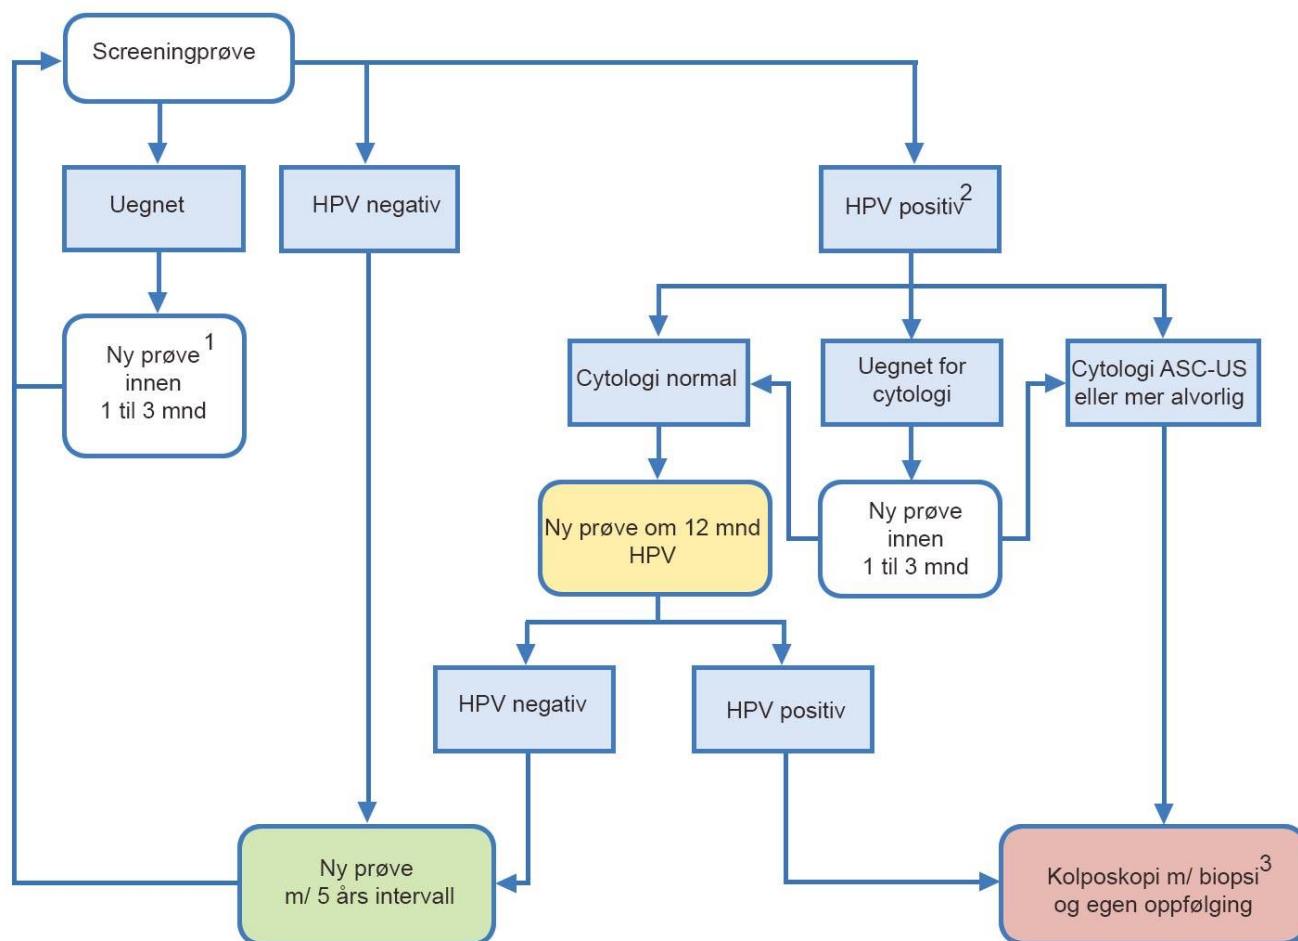 Screeningprøve
Uegnet
HPV negativ
HPV positiv2
Ny prøve1
innen
1 til 3 mnd
Cytologi normal
Uegnet for
cytologi
Cytologi ASC-US
eller mer alvorlig
Ny prøve om 12 mnd
HPV
Ny prøve
innen
1 til 3 mnd
HPV negativ
HPV positiv
Ny prøve
m/ 5 års intervall
Kolposkopi m/ biopsi3
og egen oppfølging